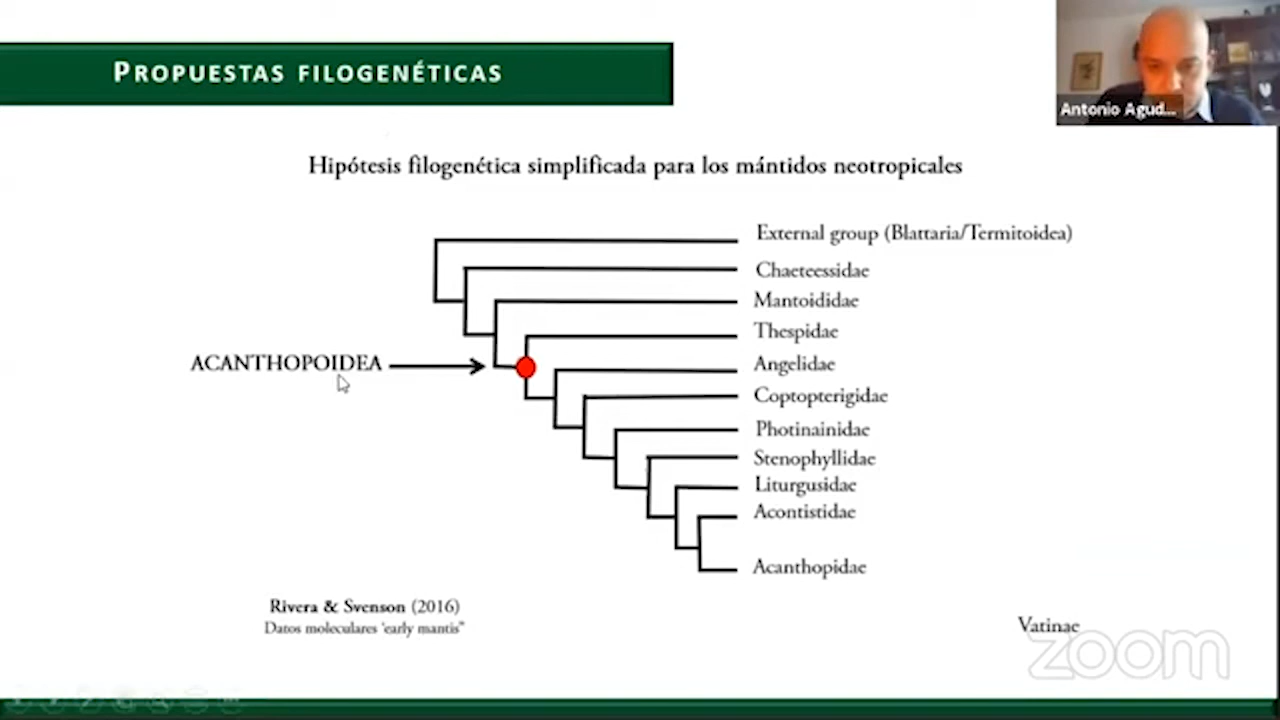 PROPUESTAS FILOGENÉTICAS
Antonio Agud...
Hipótesis filogenética simplificada para los mántidos neotropicales
External group (Blattaria/Termitoidea)
Chaeteessidae
Mantoididae
Thespidae
ACANTHOPOIDEA
Angelidae
Coptopterigidae
Photinainidae
Stenophyllidae
Liturgusidae
Acontistidae
Acanthopidae
Rivera & Svenson (2016)
Datos moleculares 'early mantis"
Vatinae
zoom